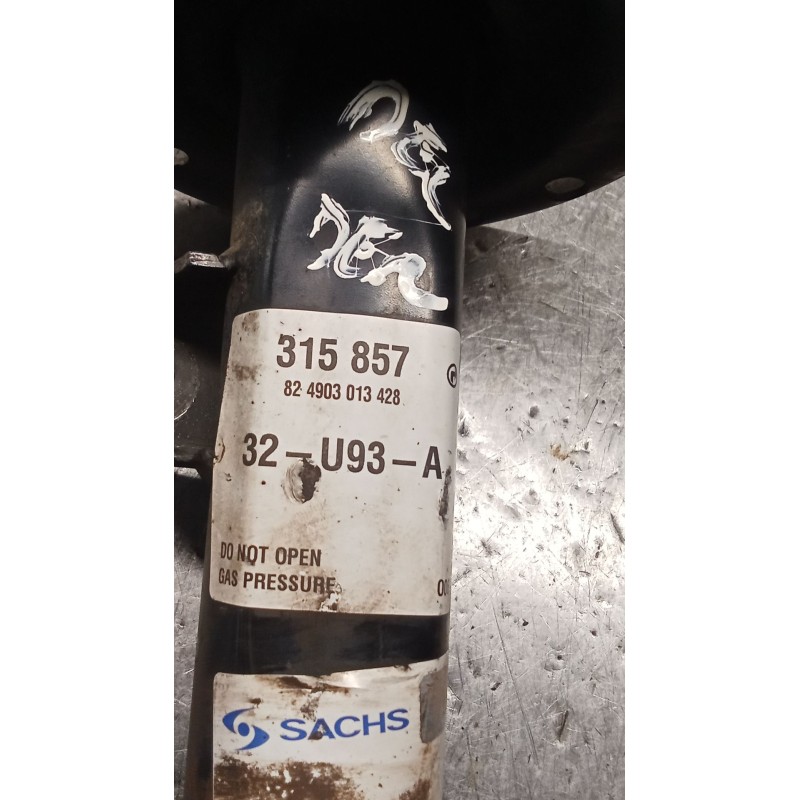 315 857
82 4903 013 428
32-U93-A
DO NOT OPEN
GAS PRESSURE
SACHS